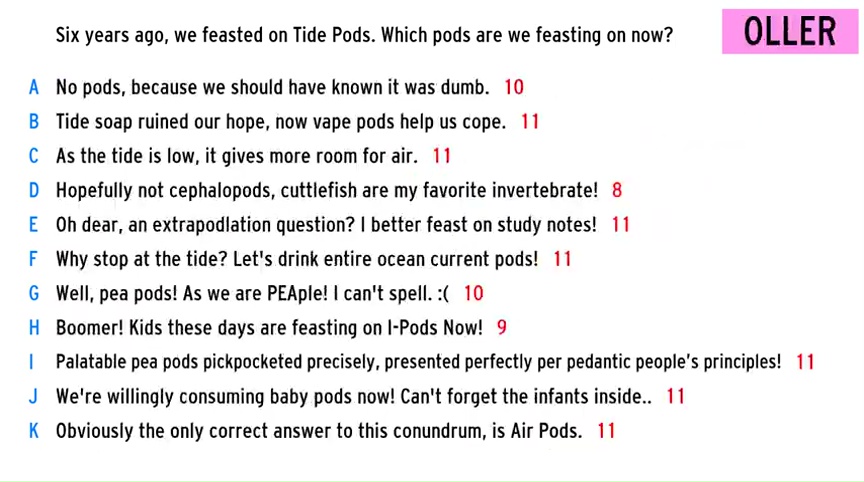 Six years ago, we feasted on Tide Pods. Which pods are we feasting on now?
OLLER
A No pods, because we should have known it was dumb. 10
B Tide soap ruined our hope, now vape pods help us cope. 11
C As the tide is low, it gives more room for air. 11
D Hopefully not cephalopods, cuttlefish are my favorite invertebrate! 8
E Oh dear, an extrapodlation question? I better feast on study notes! 11
F Why stop at the tide? Let's drink entire ocean current pods! 11
G Well, pea pods! As we are PEAple! I can't spell. :( 10
H Boomer! Kids these days are feasting on I-Pods Now! 9
I Palatable pea pods pickpocketed precisely, presented perfectly per pedantic people's principles! 11
J We're willingly consuming baby pods now! Can't forget the infants inside.. 11
K Obviously the only correct answer to this conundrum, is Air Pods. 11